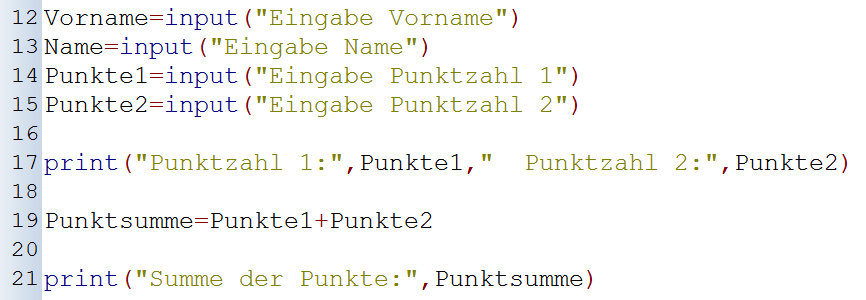 12 Vorname=input("Eingabe Vorname")
13 Name=input("Eingabe Name")
14 Punkte1=input("Eingabe Punktzahl 1")
15 Punkte2=input("Eingabe Punktzahl 2")
16
17 print("Punktzahl 1:",Punkte1,"  Punktzahl 2:",Punkte2)
18
19 Punktsumme=Punkte1+Punkte2
20
21 print("Summe der Punkte:",Punktsumme)